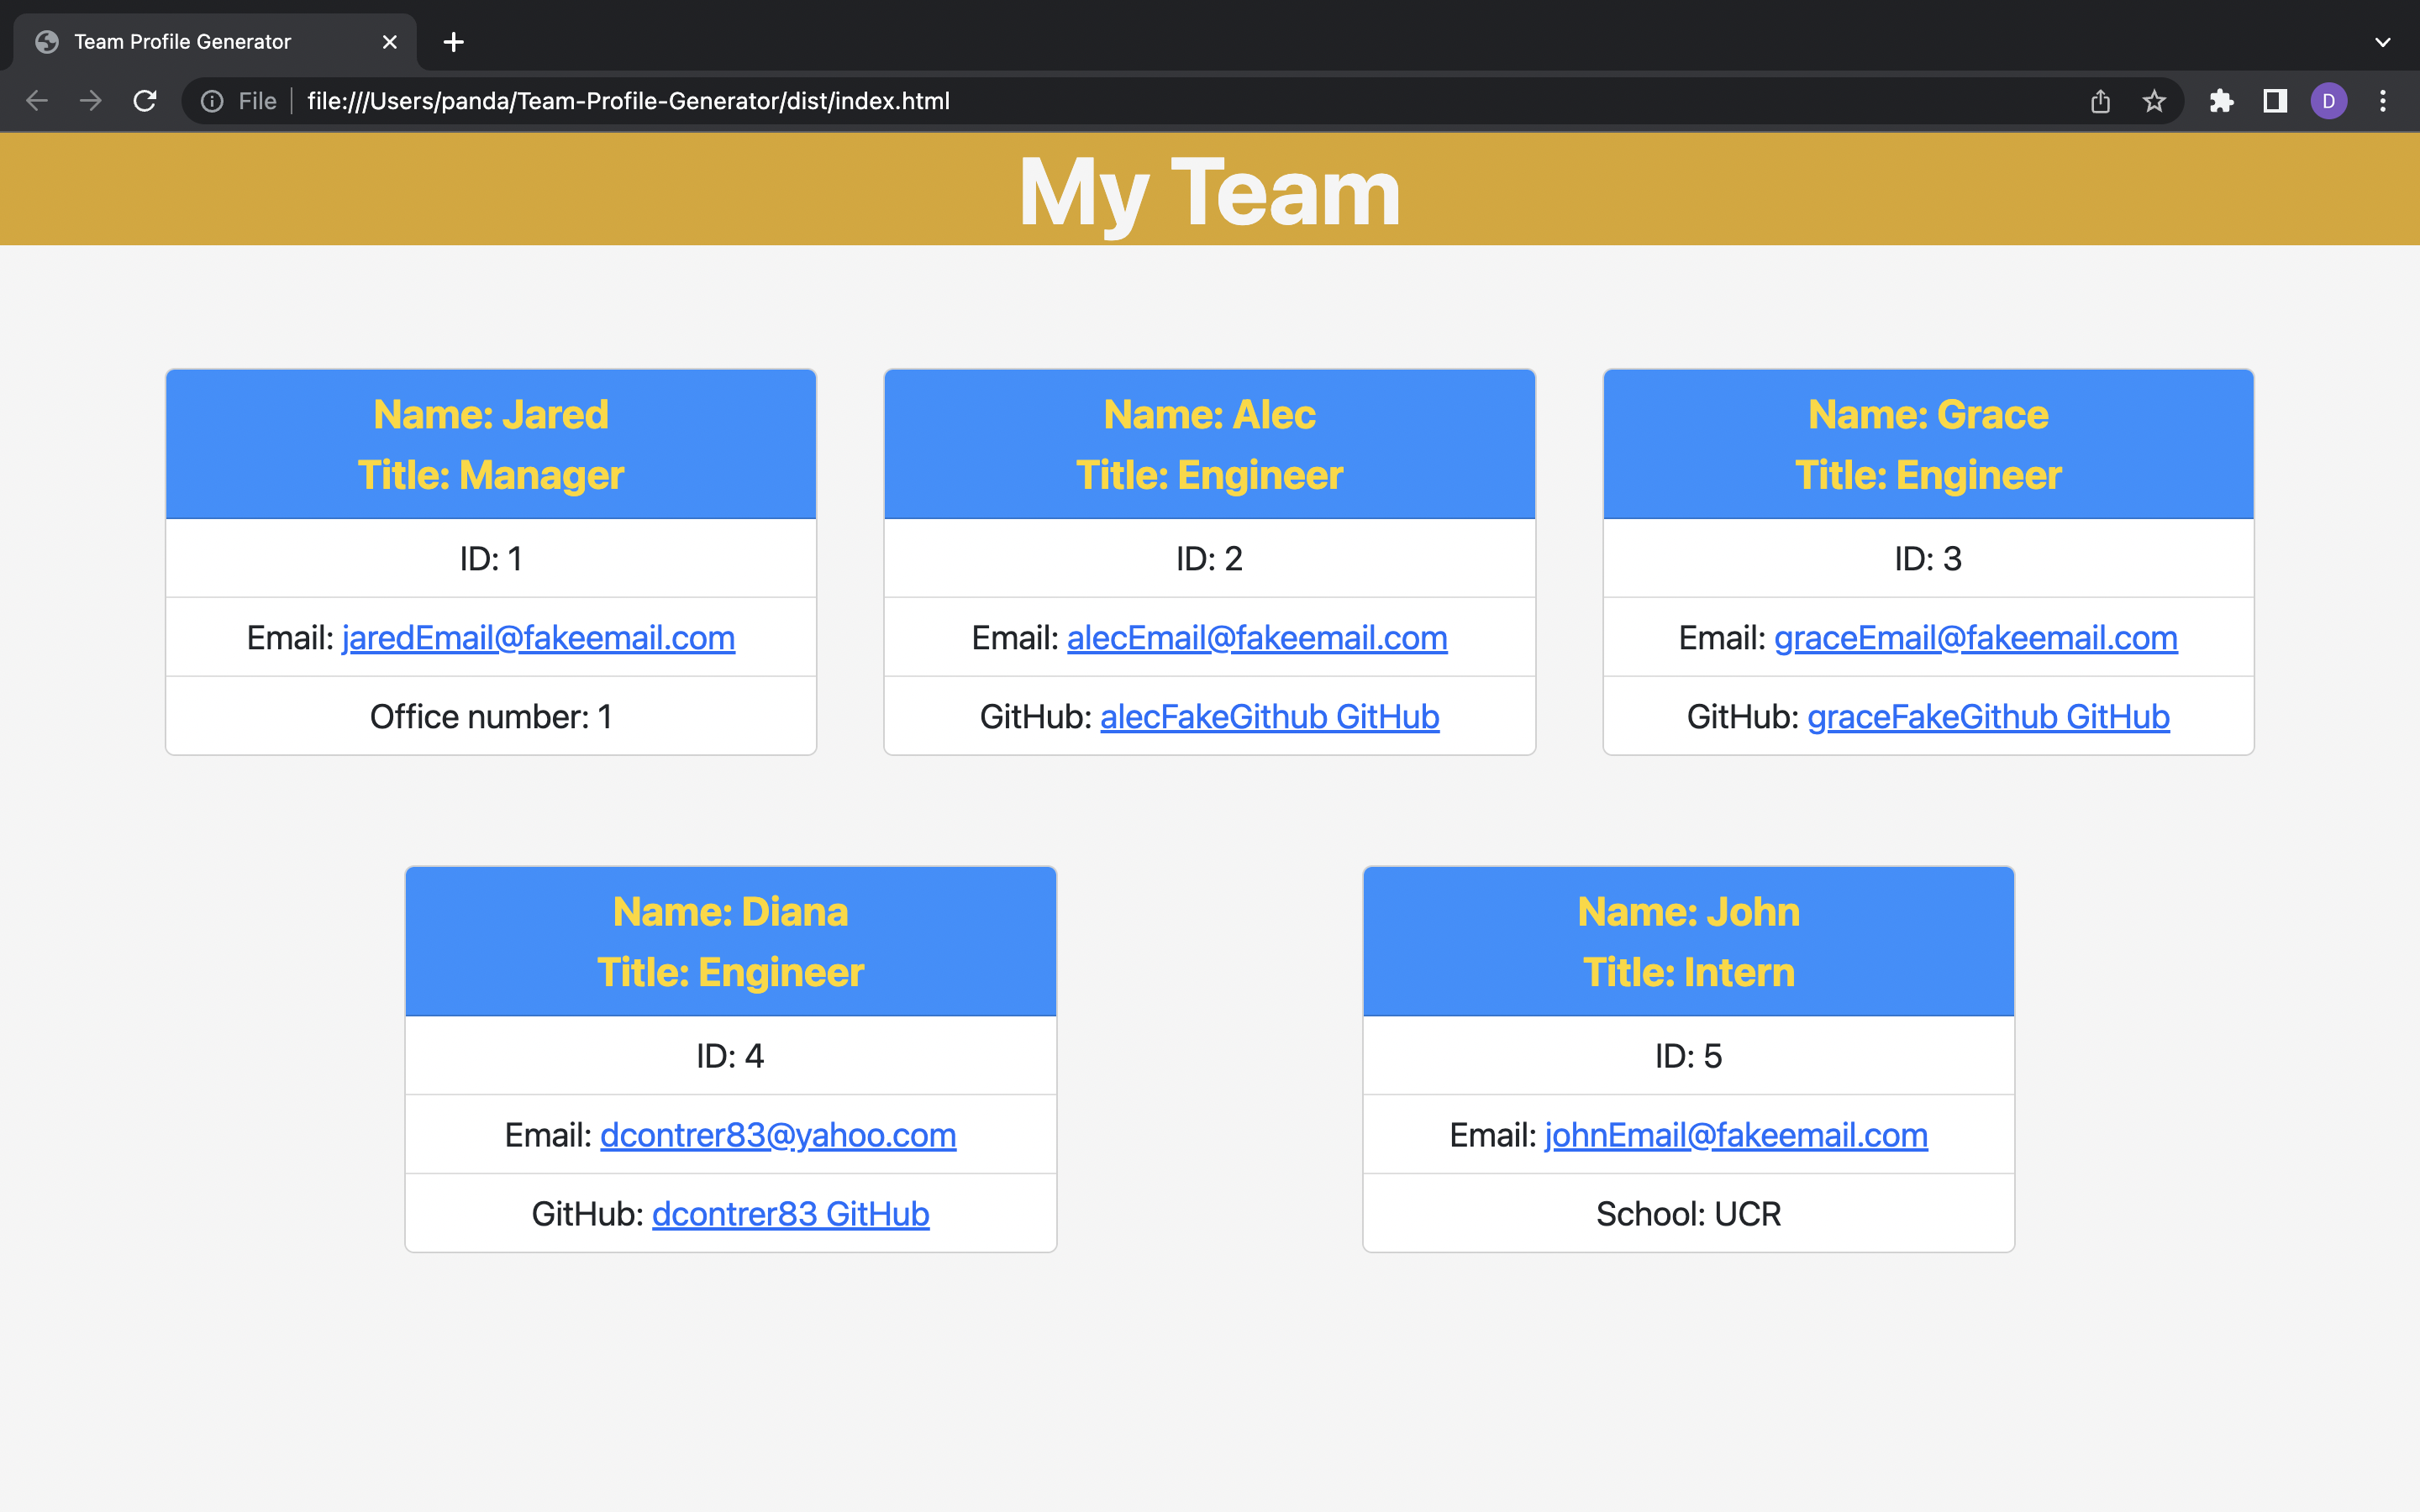 Team Profile Generator
File file:///Users/panda/Team-Profile-Generator/dist/index.html
D
My Team
Name: Jared
Title: Manager
ID: 1
Email: jaredEmail@fakeemail.com
Office number: 1
Name: Alec
Title: Engineer
ID: 2
Email: alecEmail@fakeemail.com
GitHub: alecFakeGithub GitHub
Name: Grace
Title: Engineer
ID: 3
Email: graceEmail@fakeemail.com
GitHub: graceFakeGithub GitHub
Name: Diana
Title: Engineer
ID: 4
Email: dcontrer83@yahoo.com
GitHub: dcontrer83 GitHub
Name: John
Title: Intern
ID: 5
Email: johnEmail@fakeemail.com
School: UCR